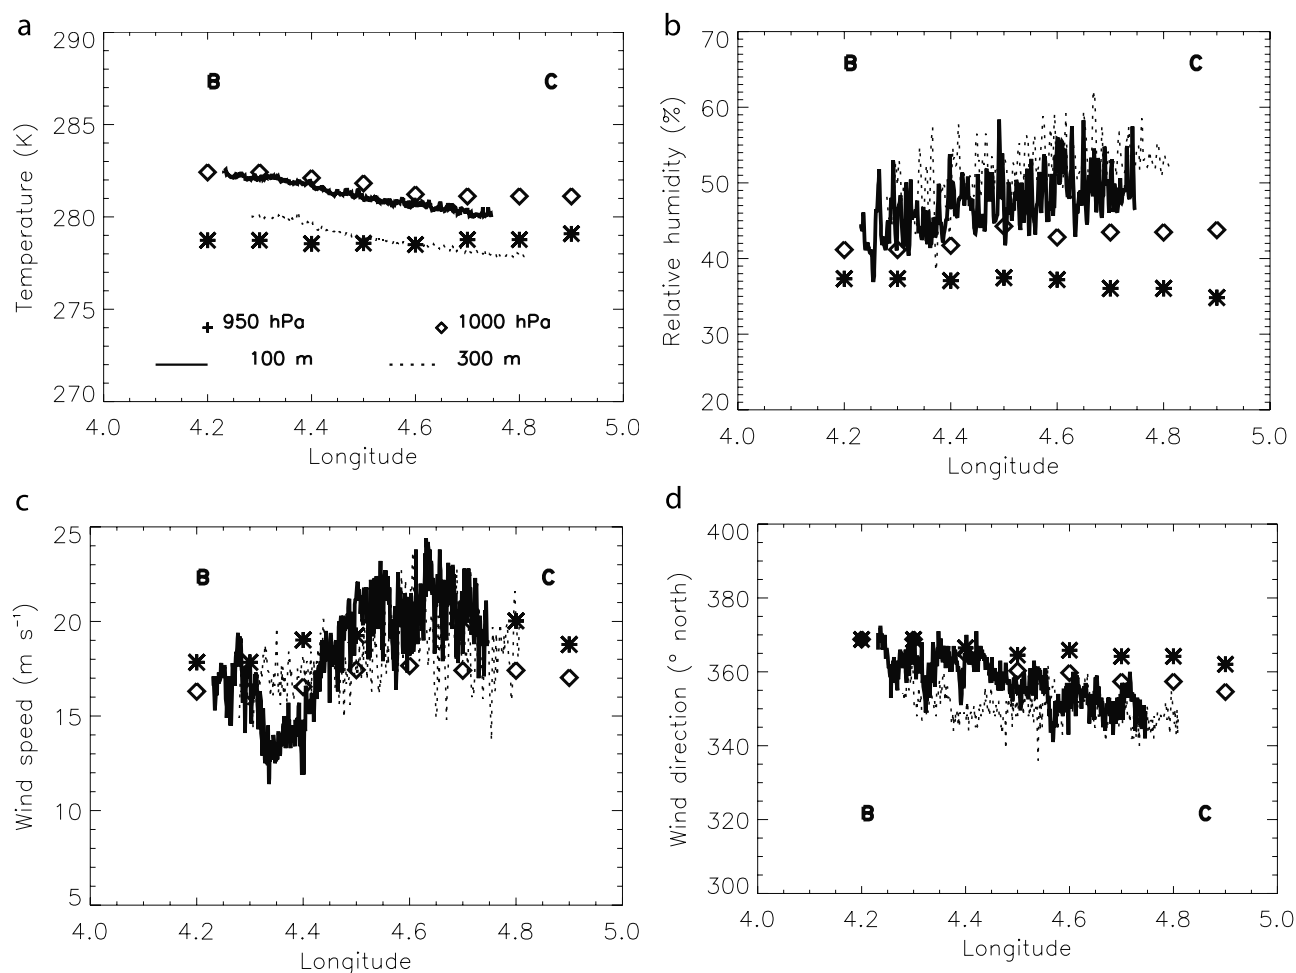 a
290
285
280
275
270
Temperature (K)
B
C
950 hPa
1000 hPa
100 m
300 m
4.0
4.2
4.4
4.6
4.8
5.0
Longitude
b
70
60
50
40
30
20
Relative humidity (%)
B
C
4.0
4.2
4.4
4.6
4.8
5.0
Longitude
c
25
20
15
10
5
Wind speed (m s⁻¹)
B
C
4.0
4.2
4.4
4.6
4.8
5.0
Longitude
d
400
380
360
340
320
300
Wind direction (° north)
B
C
4.0
4.2
4.4
4.6
4.8
5.0
Longitude